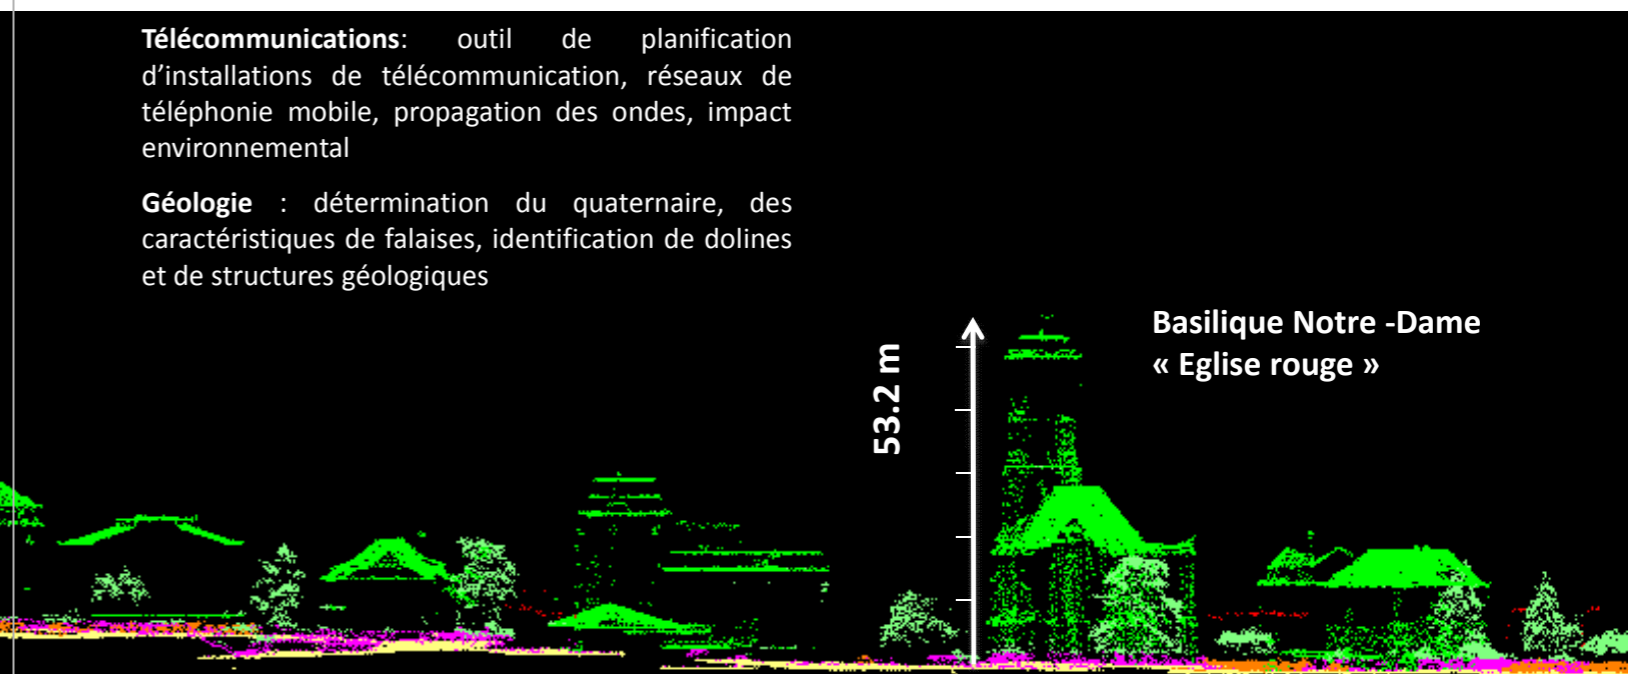 Télécommunications: outil de planification
d’installations de télécommunication, réseaux de
téléphonie mobile, propagation des ondes, impact
environnemental
Géologie : détermination du quaternaire, des
caractéristiques de falaises, identification de dolines
et de structures géologiques
Basilique Notre -Dame
« Eglise rouge »
53.2 m